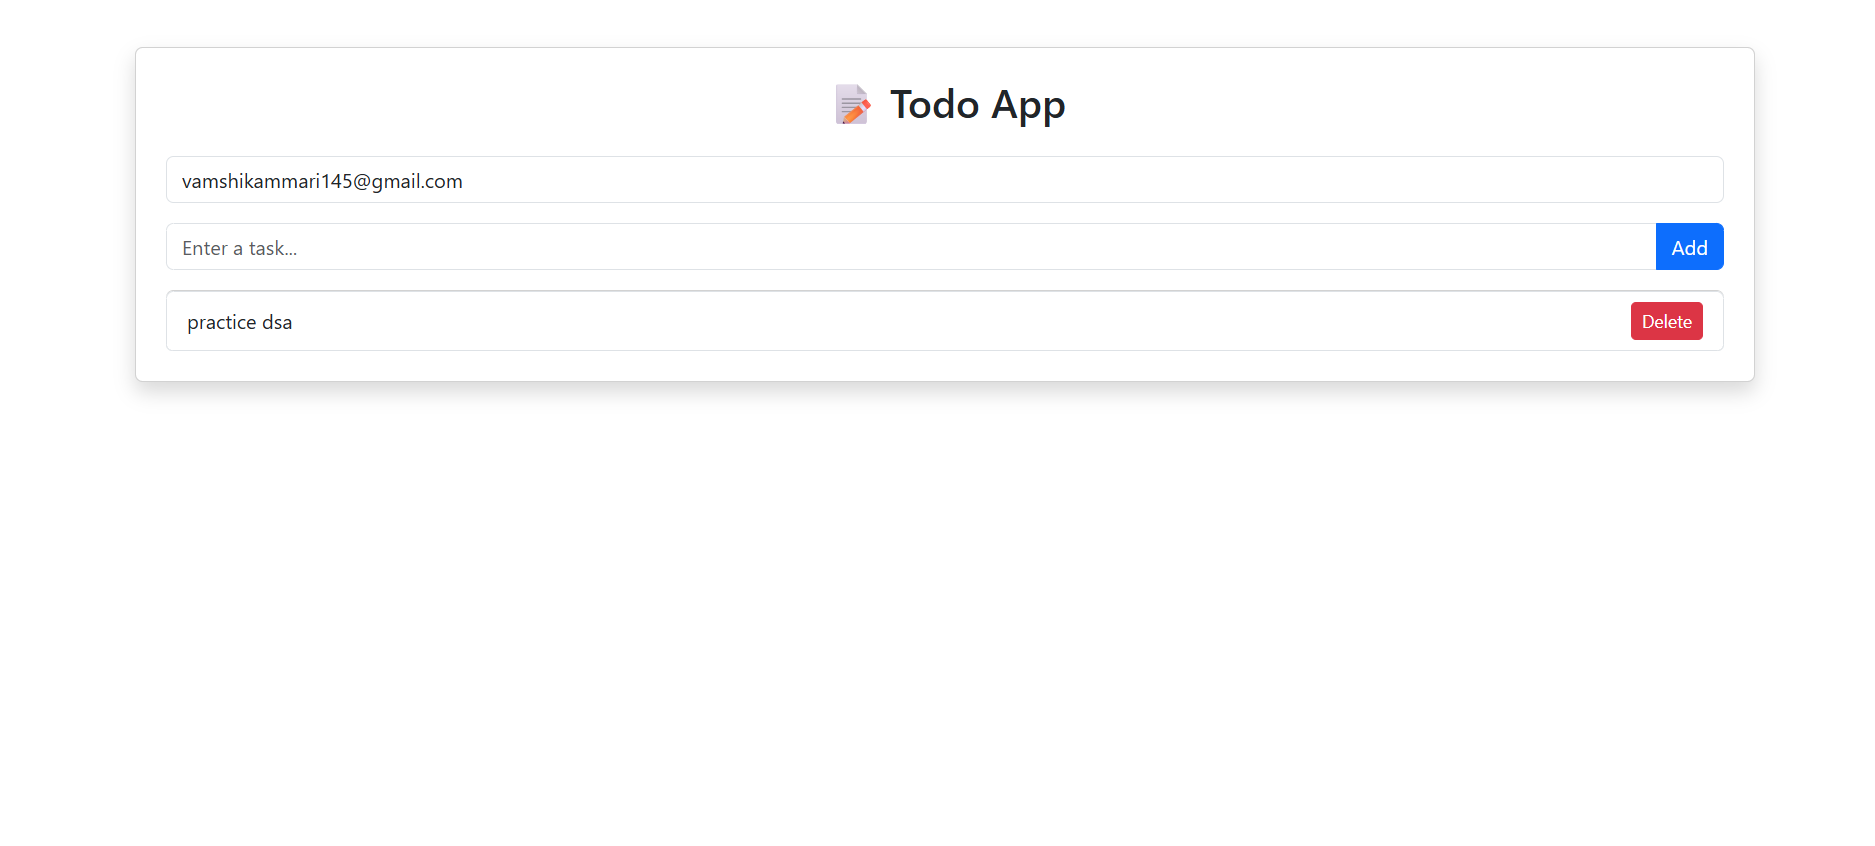 Todo App
vamshikammari145@gmail.com
Enter a task...
Add
practice dsa
Delete